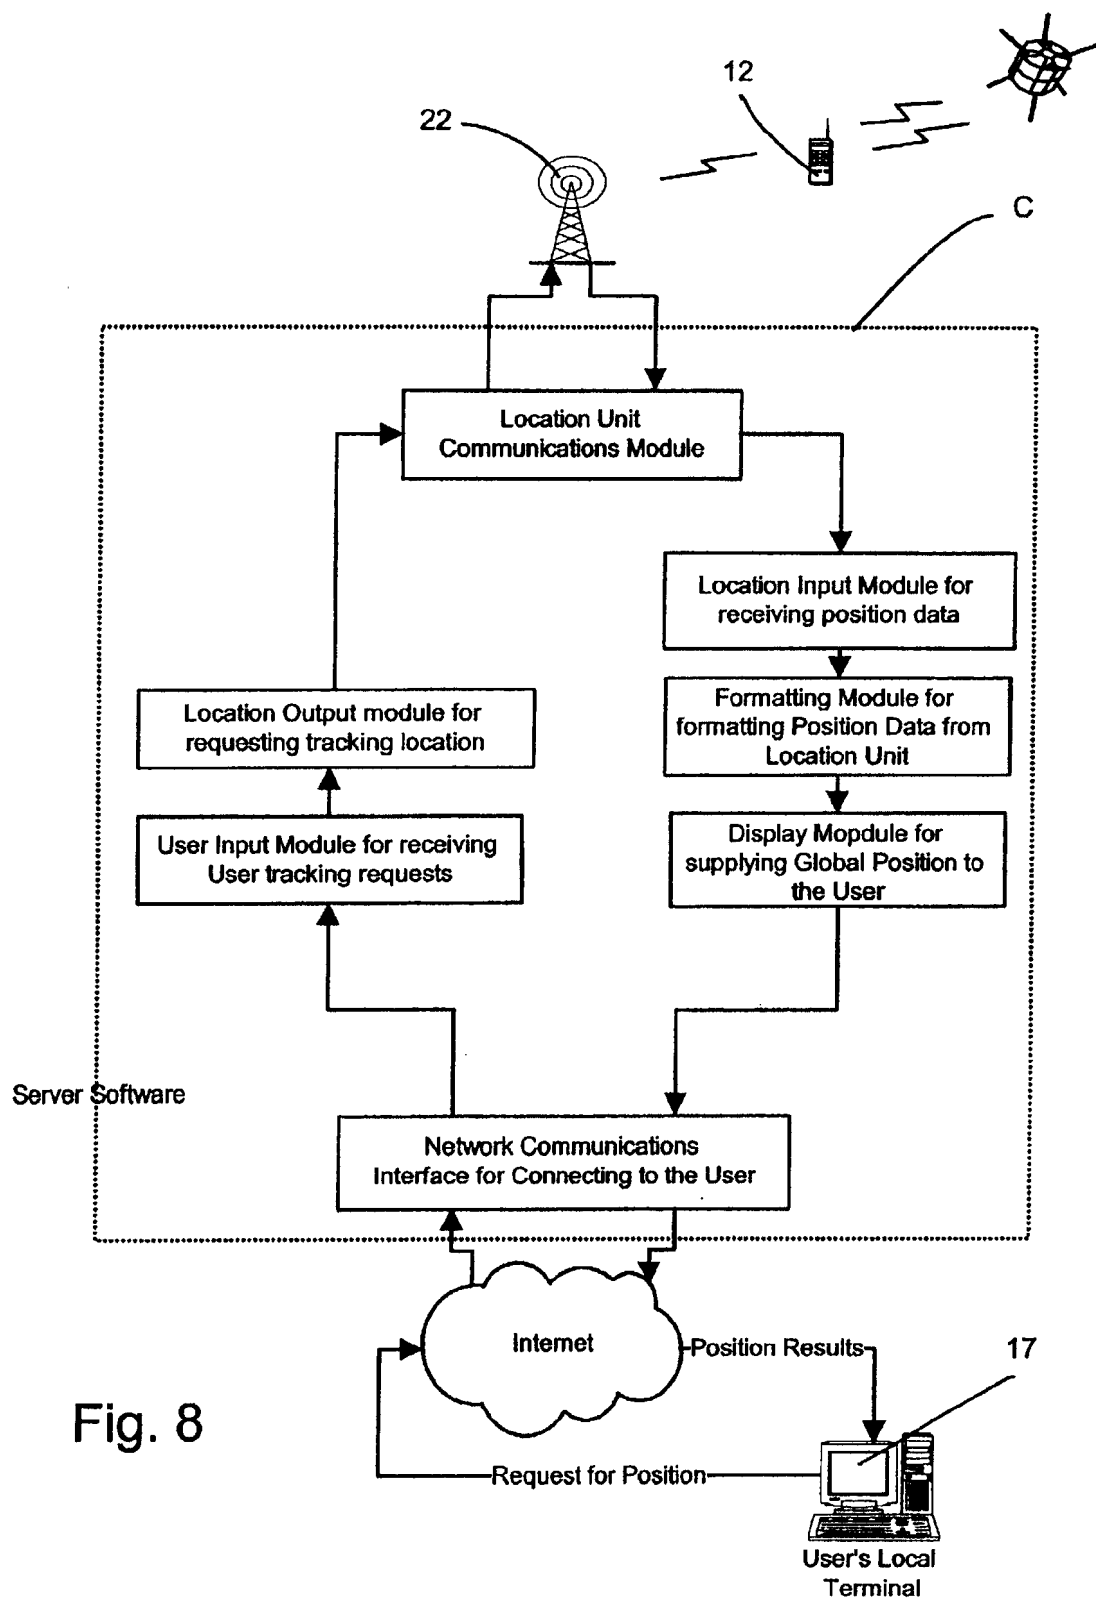 12
22
C
Location Unit
Communications Module
Location Input Module for
receiving position data
Location Output module for
requesting tracking location
Formatting Module for
formatting Position Data from
Location Unit
User Input Module for receiving
User tracking requests
Display Mopdule for
supplying Global Position to
the User
Server Software
Network Communications
Interface for Connecting to the User
Internet
Position Results
17
Fig. 8
Request for Position
User's Local
Terminal